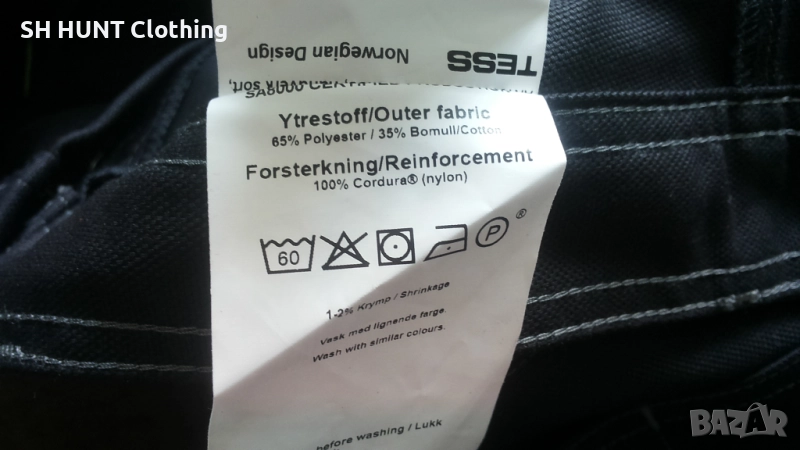 SH HUNT Clothing
TESS
Norwegian Design
Ytrestoff/Outer fabric
65% Polyester / 35% Bomull/Cotton
Forsterkning/Reinforcement
100% Cordura® (nylon)
60 P ®
1-2% Krymp / Shrinkage
Vask med lignende farge.
Wash with similar colours.
before washing / Lukk
BAZAR